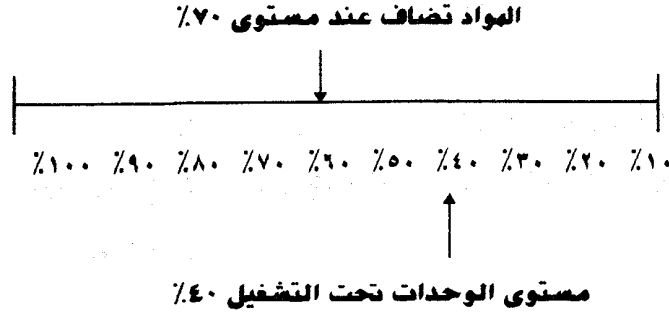 المواد تضاف عند مستوى ٧٠٪
٪١٠ ٪٢٠ ٪٣٠ ٪٤٠ ٪٥٠ ٪٦٠ ٪٧٠ ٪٨٠ ٪٩٠ ٪١٠٠
مستوى الوحدات تحت التشغيل ٤٠٪